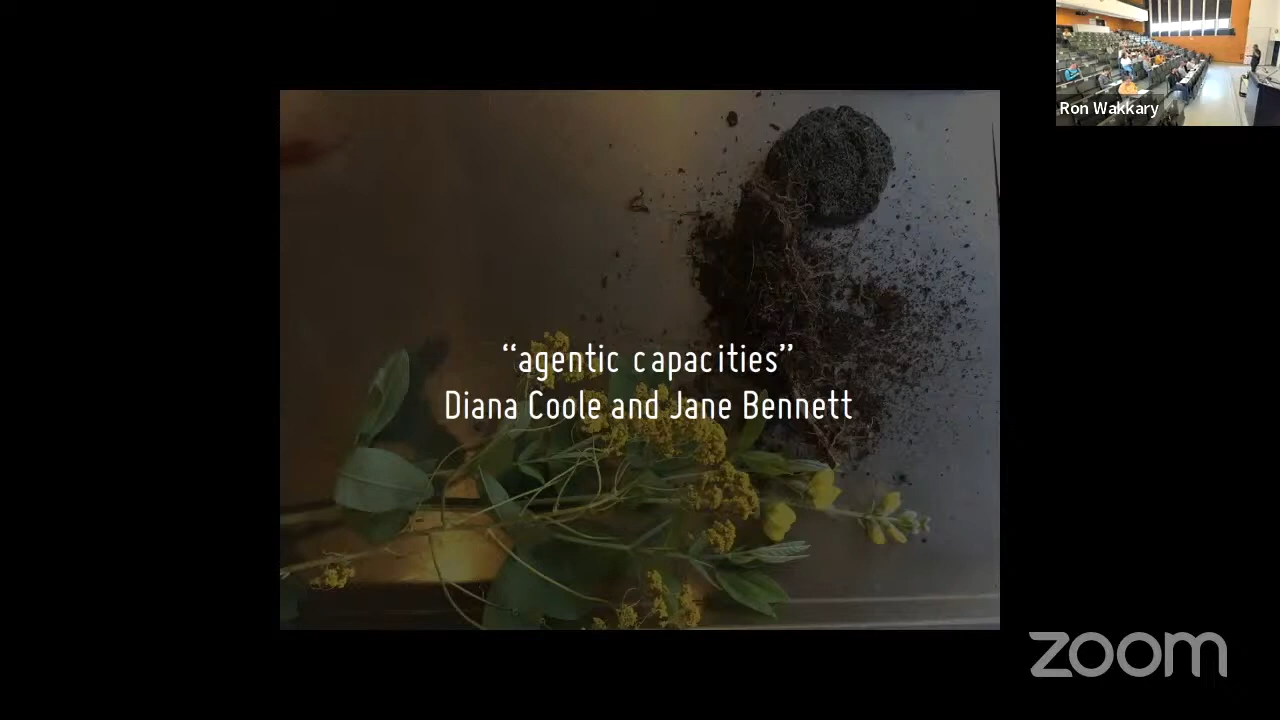 Ron Wakkary
“agentic capacities”
Diana Coole and Jane Bennett
zoom